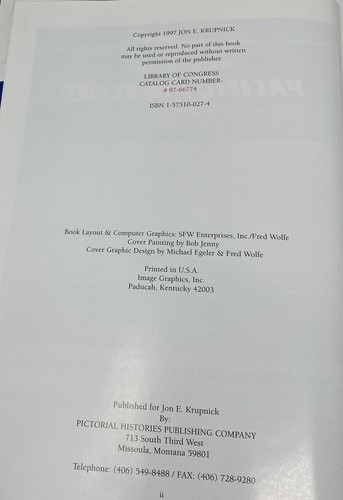 Copyright 1997 JON E. KRUPNICK
All rights reserved. No part of this book
may be used or reproduced without written
permission of the publisher.
LIBRARY OF CONGRESS
CATALOG CARD NUMBER-
# 97-66774
ISBN 1-57510-027-4
Book Layout & Computer Graphics: SFW Enterprises, Inc./Fred Wolfe
Cover Painting by Bob Jenny
Cover Graphic Design by Michael Egeler & Fred Wolfe
Printed in U.S.A.
Image Graphics, Inc.
Paducah, Kentucky 42003
Published for Jon E. Krupnick
By:
PICTORIAL HISTORIES PUBLISHING COMPANY
713 South Third West
Missoula, Montana 59801
Telephone: (406) 549-8488 / FAX: (406) 728-9280
ii